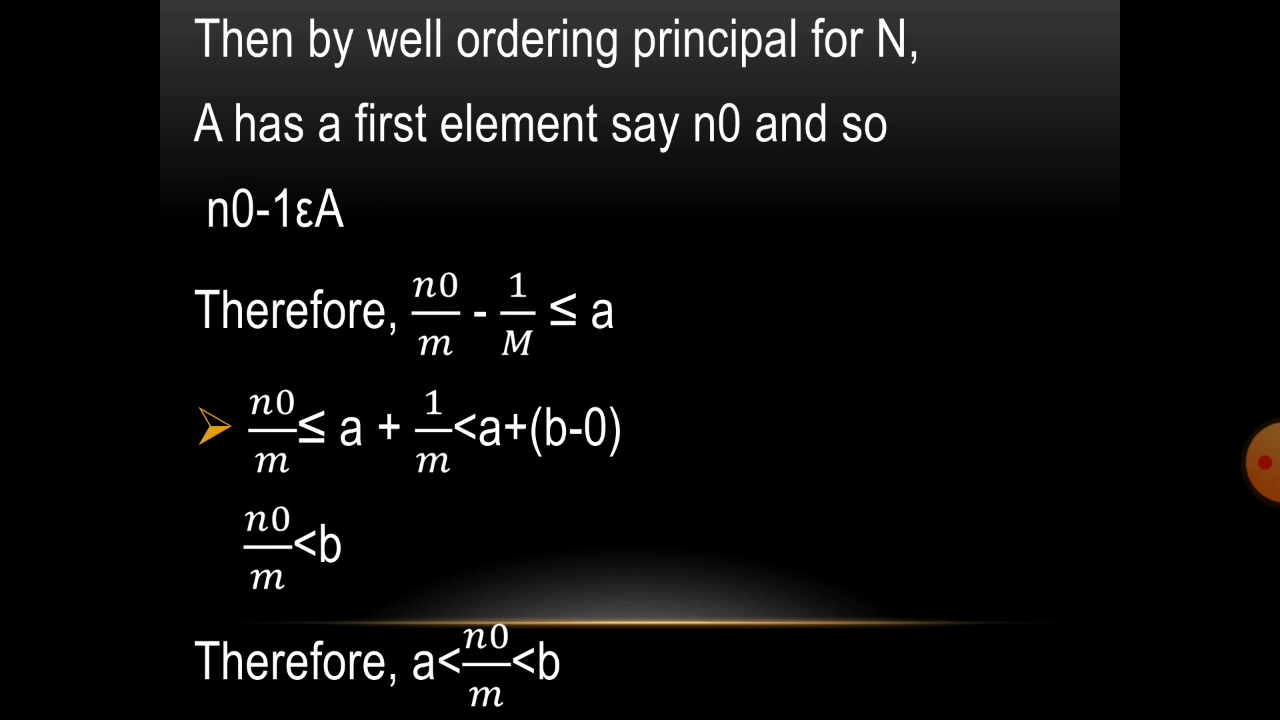 Then by well ordering principal for N,
A has a first element say n0 and so
n0-1εA
Therefore, n0/m - 1/M ≤ a
n0/m ≤ a + 1/m <a+(b-0)
n0/m <b
Therefore, a< n0/m <b